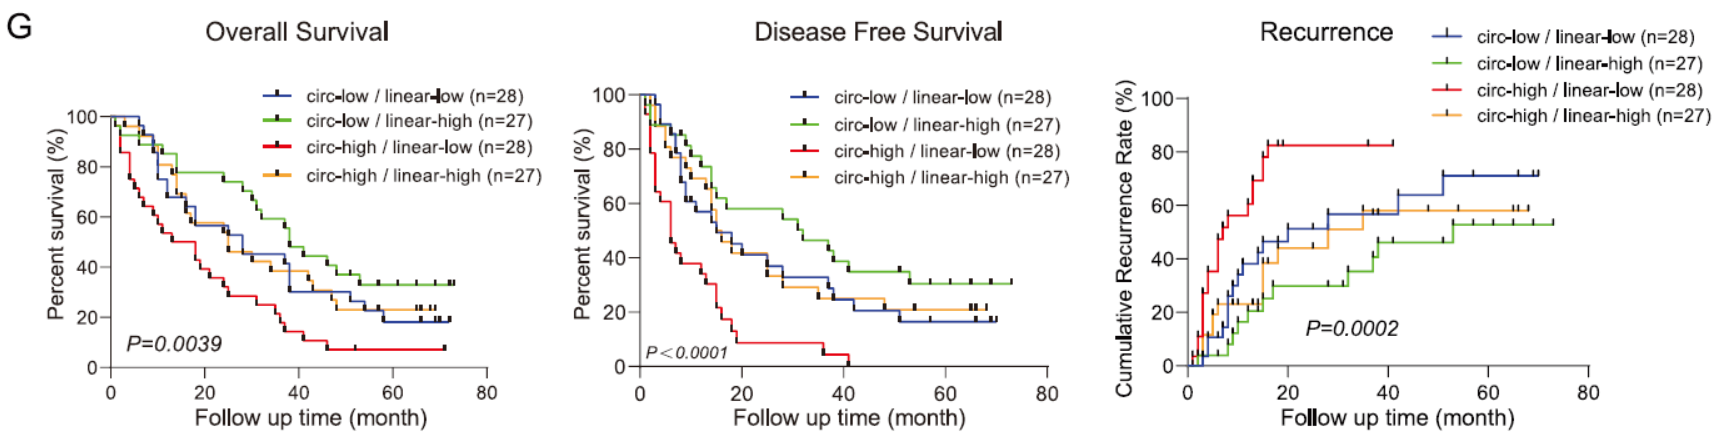 G
Overall Survival
circ-low / linear-low (n=28)
circ-low / linear-high (n=27)
circ-high / linear-low (n=28)
circ-high / linear-high (n=27)
Percent survival (%)
100
80
60
40
20
0
P=0.0039
0 20 40 60 80
Follow up time (month)
Disease Free Survival
circ-low / linear-low (n=28)
circ-low / linear-high (n=27)
circ-high / linear-low (n=28)
circ-high / linear-high (n=27)
Percent survival (%)
100
80
60
40
20
0
P<0.0001
0 20 40 60 80
Follow up time (month)
Recurrence
circ-low / linear-low (n=28)
circ-low / linear-high (n=27)
circ-high / linear-low (n=28)
circ-high / linear-high (n=27)
Cumulative Recurrence Rate (%)
100
80
60
40
20
0
P=0.0002
0 20 40 60 80
Follow up time (month)